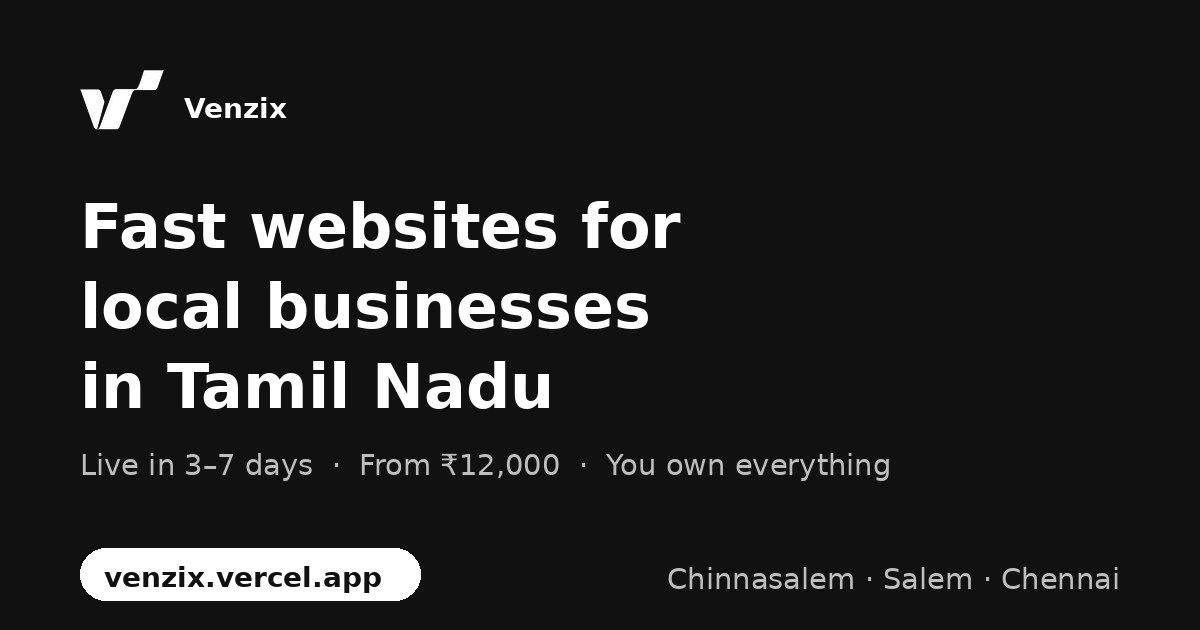 Venzix
Fast websites for
local businesses
in Tamil Nadu
Live in 3–7 days · From ₹12,000 · You own everything
venzix.vercel.app
Chinnasalem · Salem · Chennai